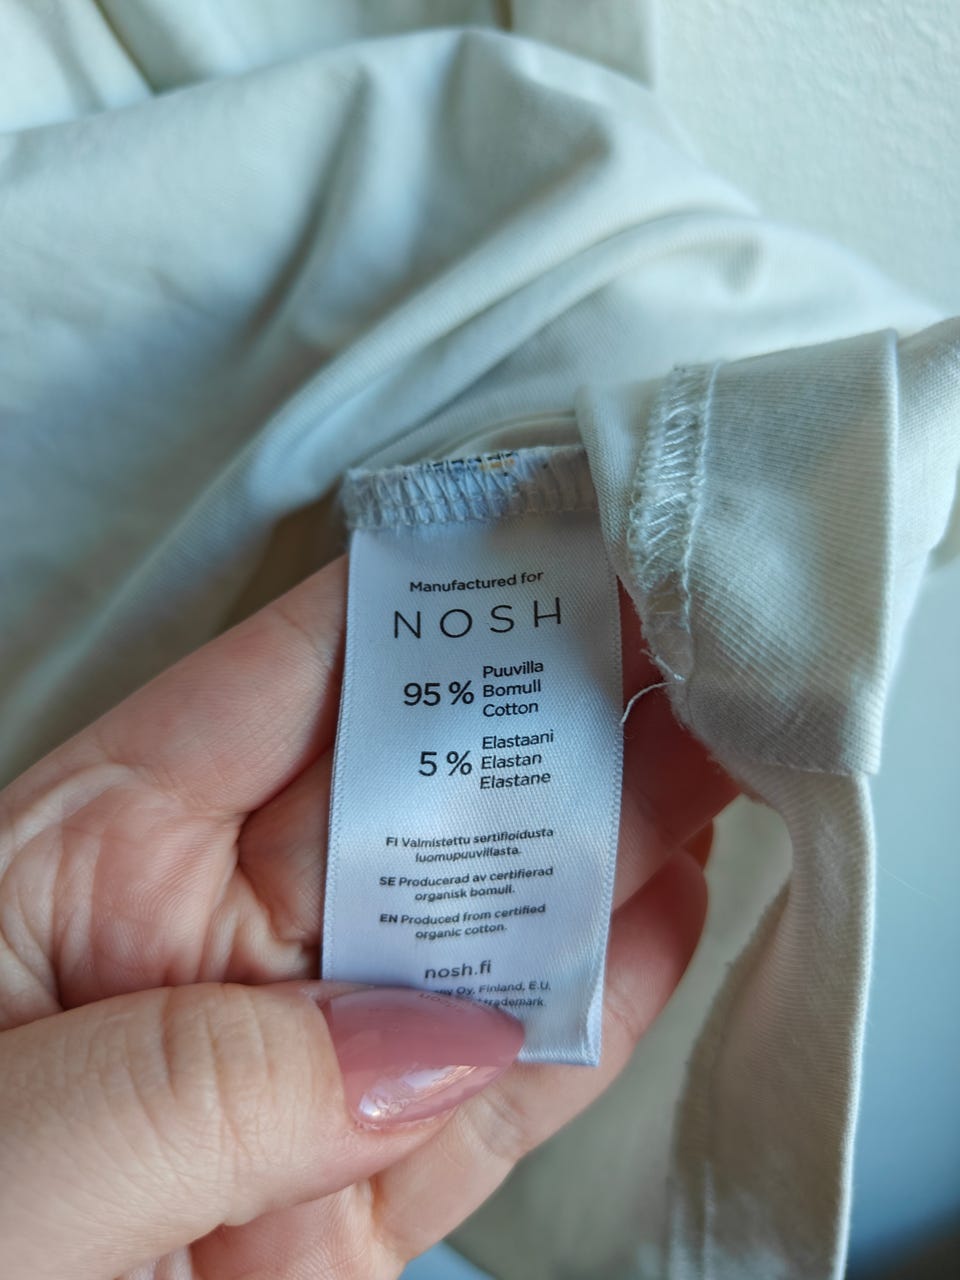 Manufactured for
NOSH
95 % Puuvilla
Bomull
Cotton
5 % Elastaani
Elastan
Elastane
FI Valmistettu sertifioidusta
luomupuuvillasta.
SE Producerad av certifierad
organisk bomull.
EN Produced from certified
organic cotton.
nosh.fi
Oy, Finland, E.U.
trademark